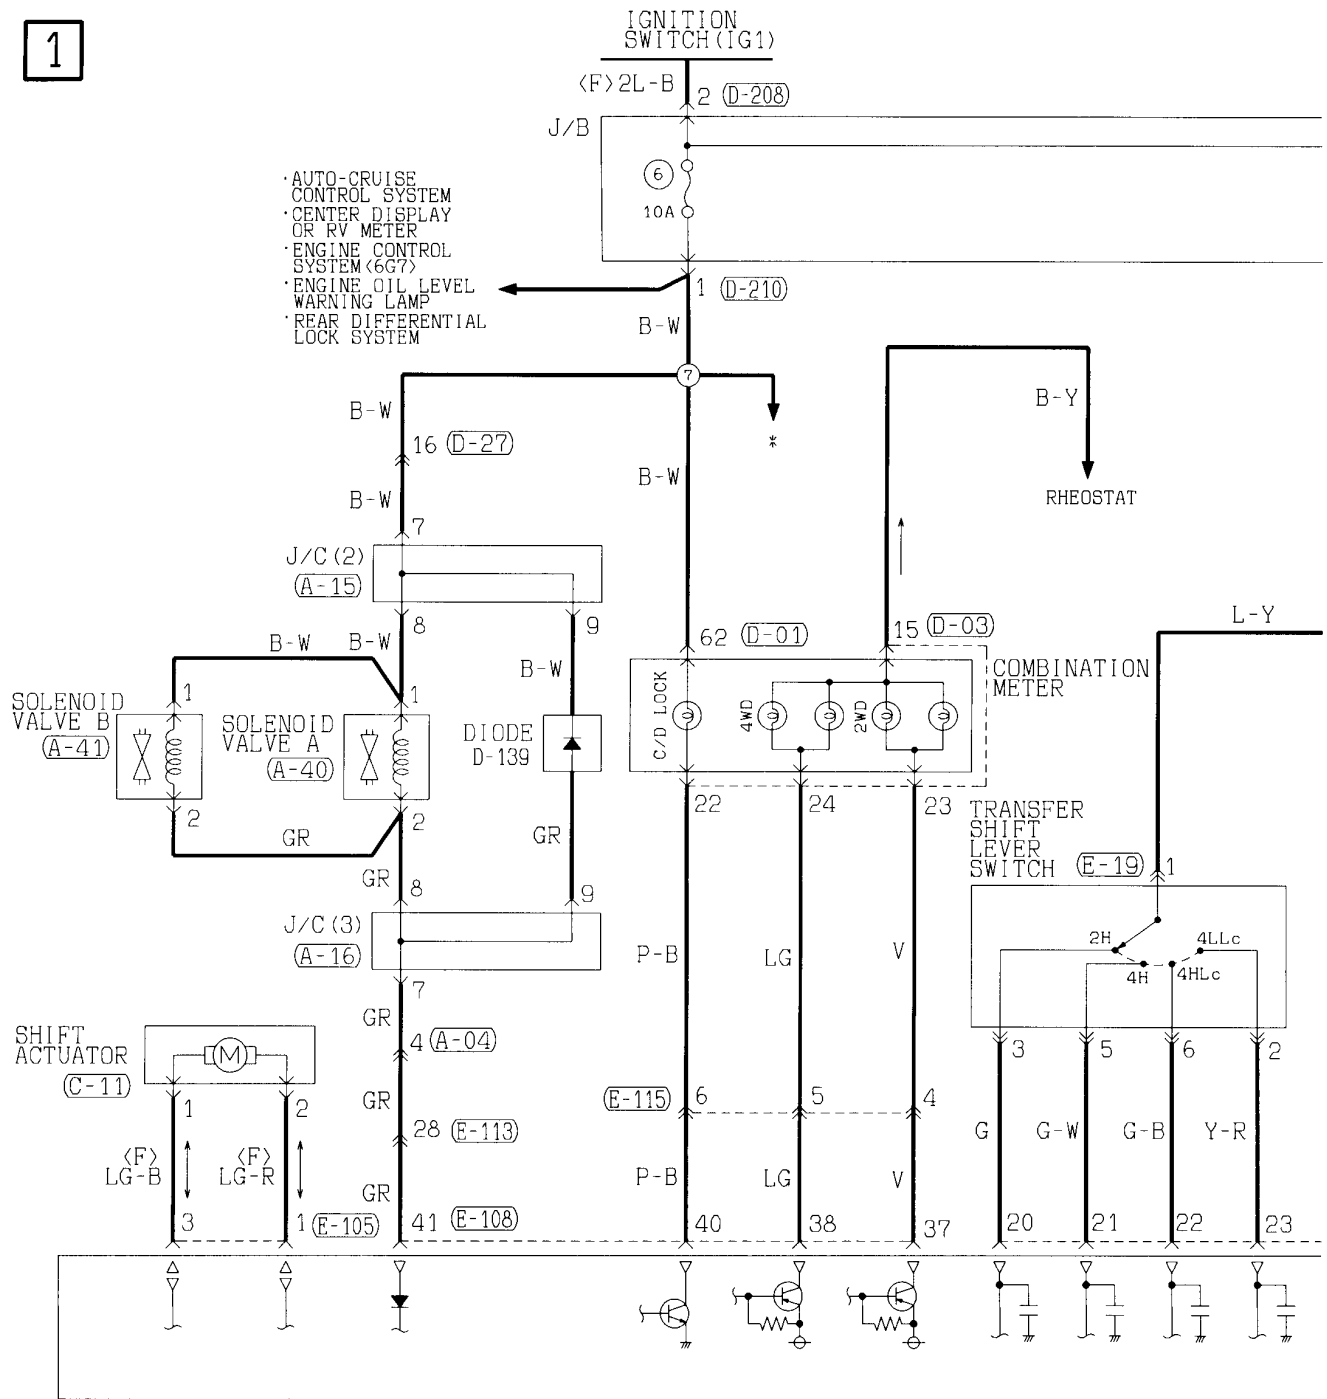 1
IGNITION
SWITCH(IG1)
<F>2L-B
2 D-208
J/B
6
10A
·AUTO-CRUISE
CONTROL SYSTEM
·CENTER DISPLAY
OR RV METER
·ENGINE CONTROL
SYSTEM<6G7>
·ENGINE OIL LEVEL
WARNING LAMP
·REAR DIFFERENTIAL
LOCK SYSTEM
1 D-210
B-W
7
*
B-W
16 D-27
B-W
7
B-W
B-Y
RHEOSTAT
J/C(2)
A-15
8
9
B-W
B-W
B-W
62 D-01
15 D-03
L-Y
COMBINATION
METER
C/D LOCK
4WD
2WD
SOLENOID
VALVE B
A-41
1
2
SOLENOID
VALVE A
A-40
1
2
DIODE
D-139
GR
GR
GR
8
9
22
24
23
TRANSFER
SHIFT
LEVER
SWITCH
E-19
1
2H
4H
4HLc
4LLc
J/C(3)
A-16
7
P-B
LG
V
GR
4 A-04
SHIFT
ACTUATOR
C-11
M
1
2
3
5
6
2
GR
28 E-113
E-115
6
5
4
<F>
LG-B
<F>
LG-R
GR
P-B
LG
V
G
G-W
G-B
Y-R
3
1 E-105
41 E-108
40
38
37
20
21
22
23